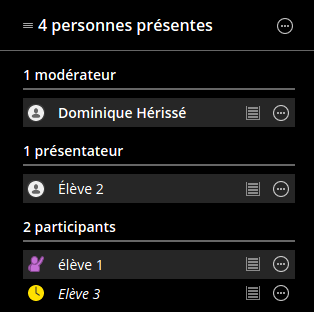 4 personnes présentes
1 modérateur
Dominique Hérissé
1 présentateur
Élève 2
2 participants
élève 1
Elève 3